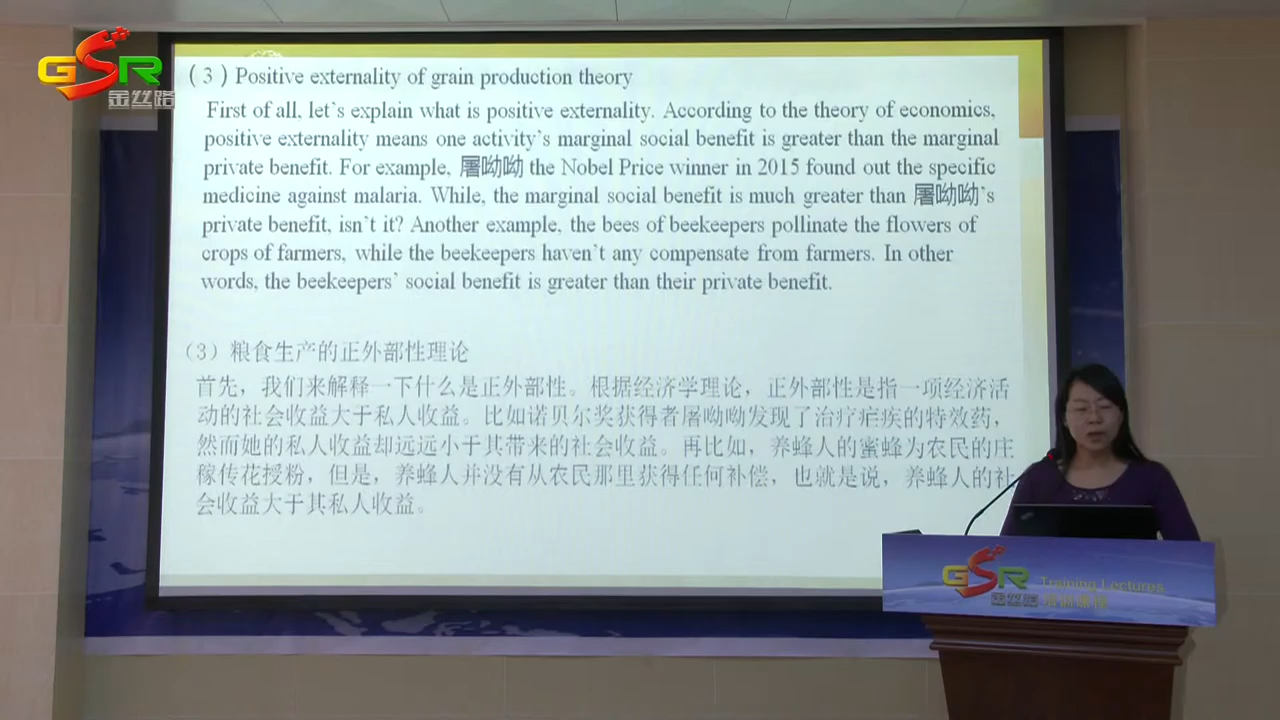 GSR
金丝路
（3）Positive externality of grain production theory
First of all, let's explain what is positive externality. According to the theory of economics,
positive externality means one activity's marginal social benefit is greater than the marginal
private benefit. For example, 屠呦呦 the Nobel Price winner in 2015 found out the specific
medicine against malaria. While, the marginal social benefit is much greater than 屠呦呦's
private benefit, isn't it? Another example, the bees of beekeepers pollinate the flowers of
crops of farmers, while the beekeepers haven't any compensate from farmers. In other
words, the beekeepers' social benefit is greater than their private benefit.
（3）粮食生产的正外部性理论
首先，我们来解释一下什么是正外部性。根据经济学理论，正外部性是指一项经济活
动的社会收益大于私人收益。比如诺贝尔奖获得者屠呦呦发现了治疗疟疾的特效药，
然而她的私人收益却远远小于其带来的社会收益。再比如，养蜂人的蜜蜂为农民的庄
稼传花授粉，但是，养蜂人并没有从农民那里获得任何补偿，也就是说，养蜂人的社
会收益大于其私人收益。
GSR Training Lectures
金丝路 培训课程